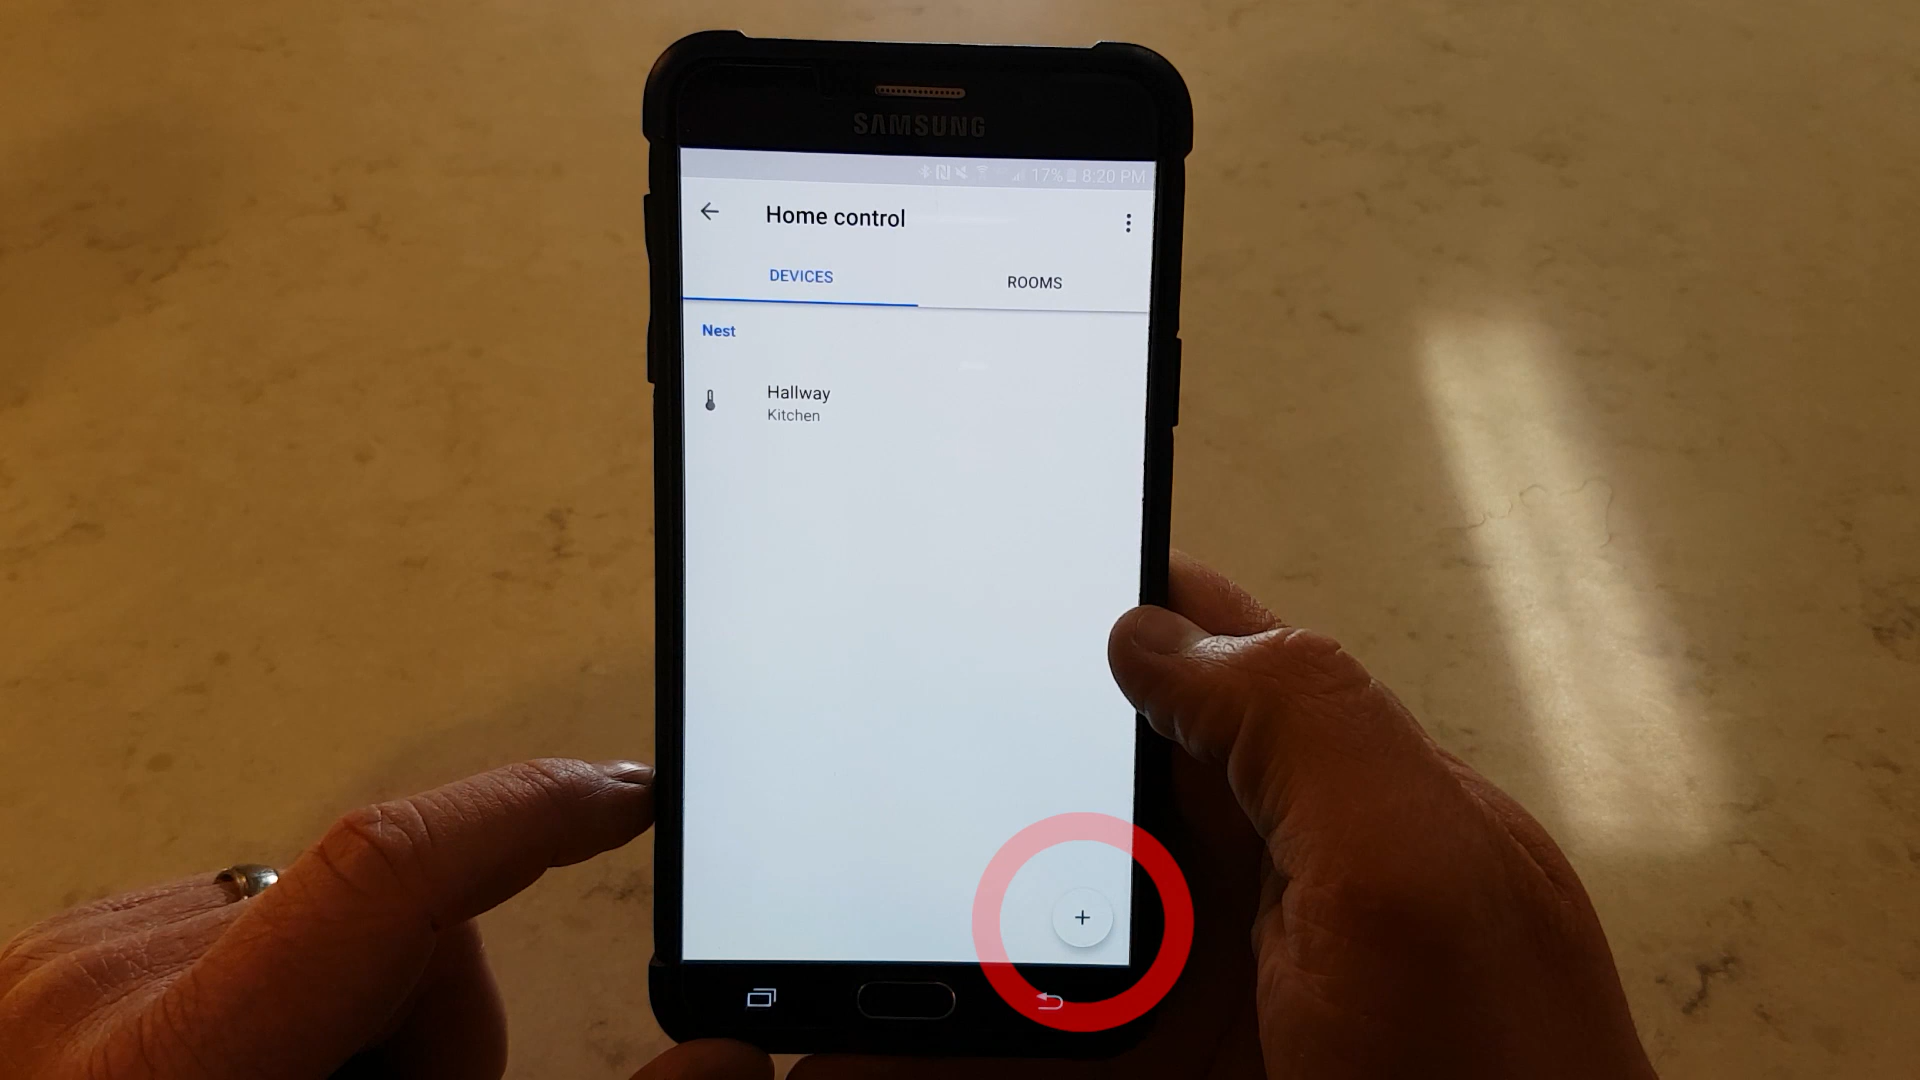 SAMSUNG
17% 8:20 PM
Home control
DEVICES
ROOMS
Nest
Hallway
Kitchen